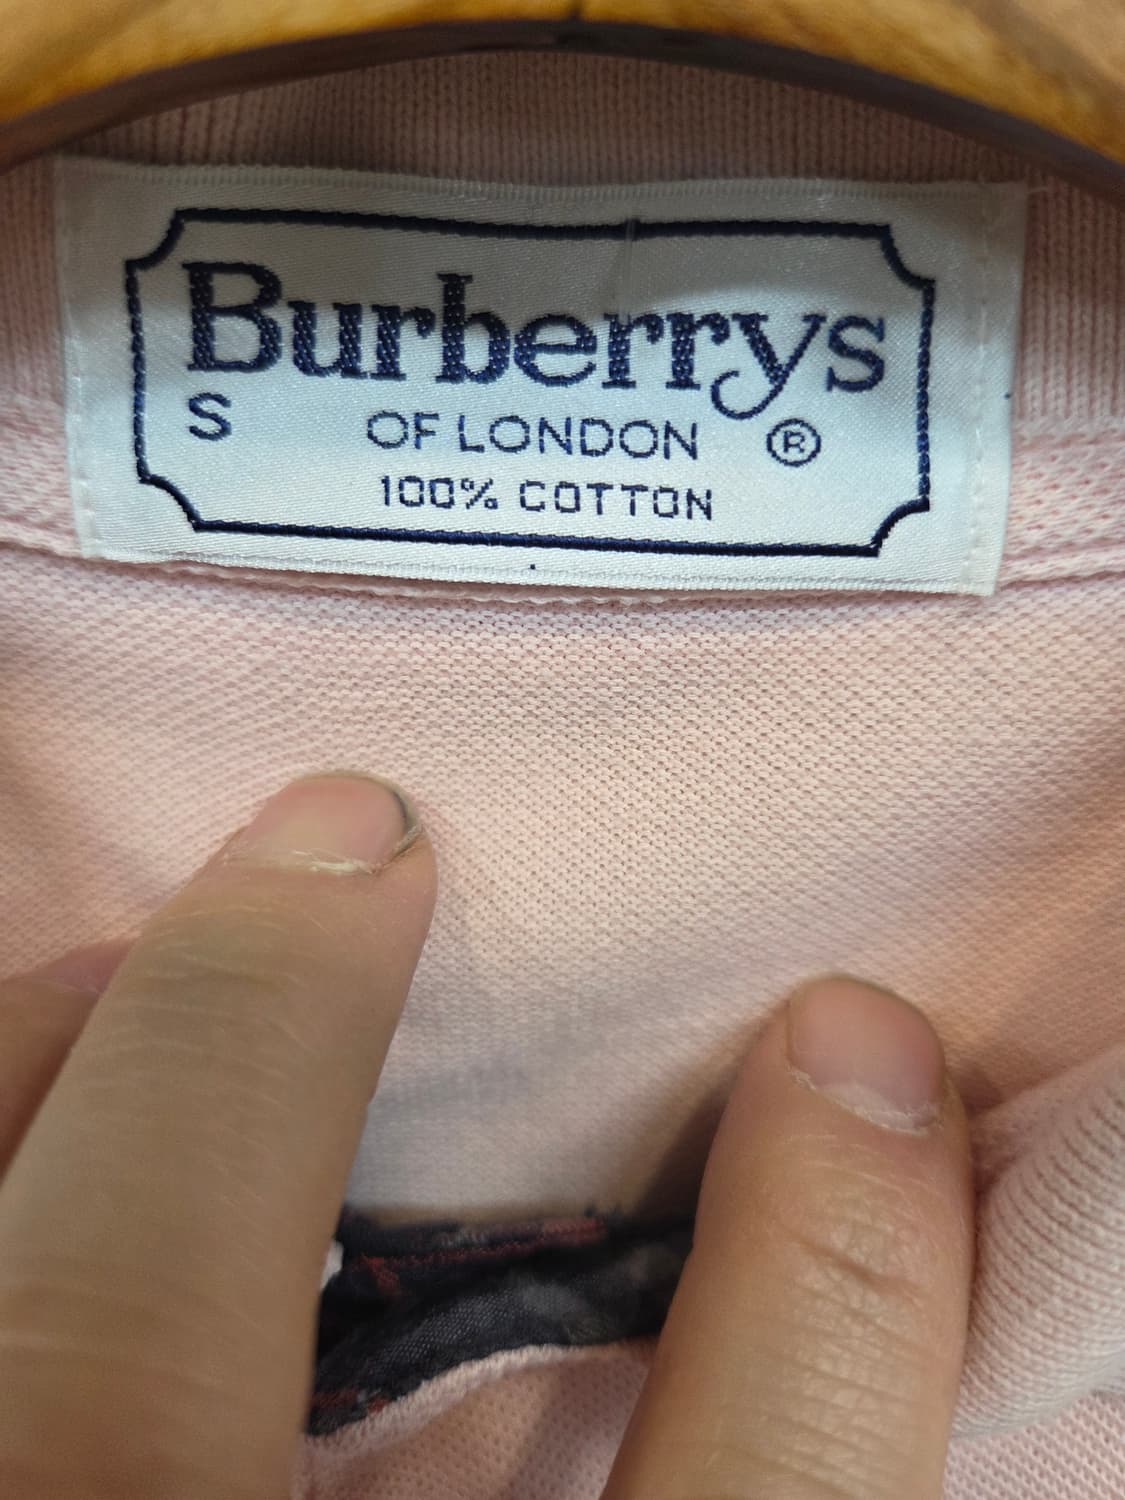 Burberrys
S OF LONDON ®
100% COTTON